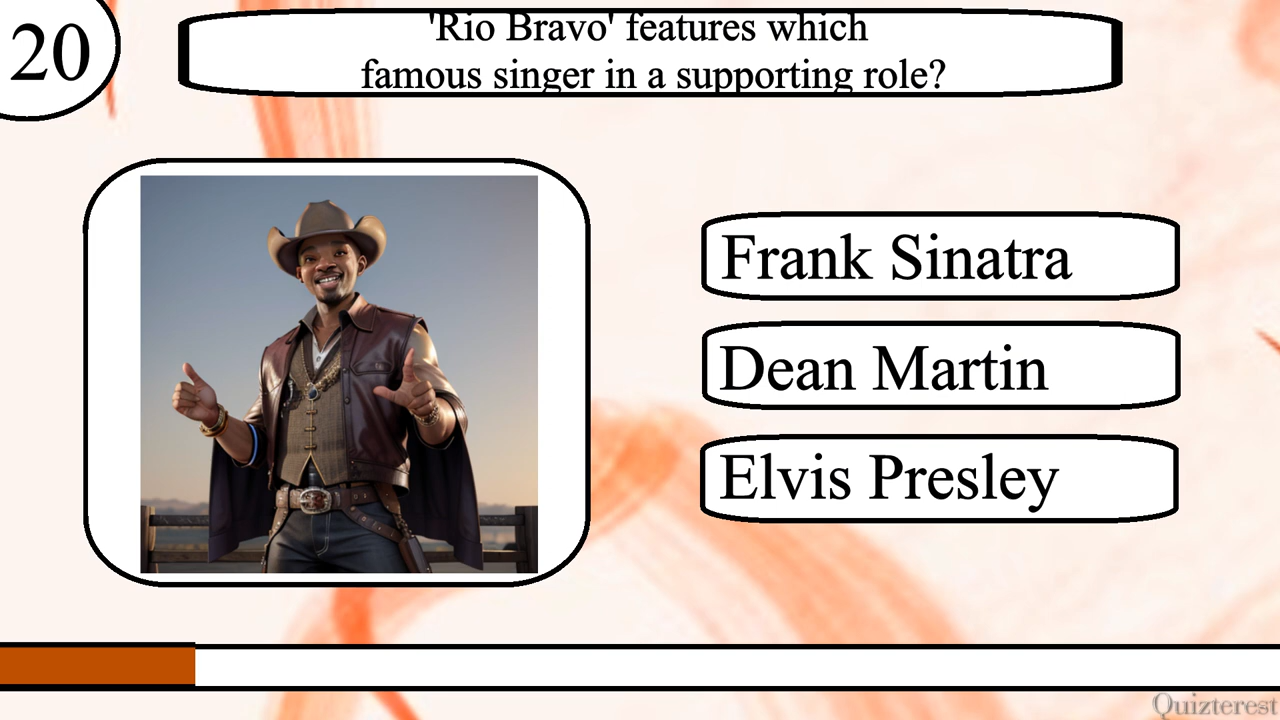 20
'Rio Bravo' features which
famous singer in a supporting role?
Frank Sinatra
Dean Martin
Elvis Presley
Quizterest